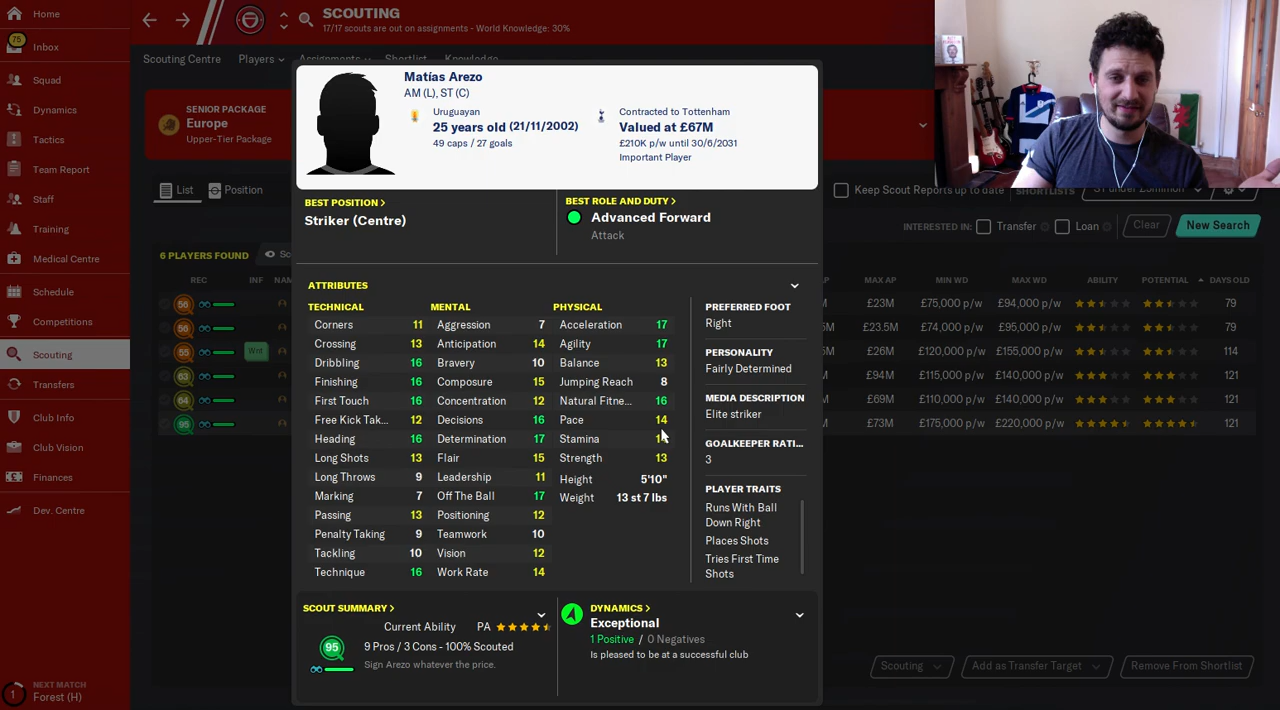 Home
SCOUTING
17/17 scouts are out on assignments - World Knowledge: 30%
75
Inbox
Squad
Dynamics
Tactics
Team Report
Staff
Training
Medical Centre
Schedule
Competitions
Scouting
Transfers
Club Info
Club Vision
Finances
Dev. Centre
1
NEXT MATCH
Forest (H)
Scouting Centre
Players
Assignments
Shortlist
Knowledge
SENIOR PACKAGE
Europe
Upper-Tier Package
List
Position
Keep Scout Reports up to date
SHORTLISTS
INTERESTED IN:
Transfer
Loan
Clear
New Search
6 PLAYERS FOUND
REC
INF
MAX AP
MIN WD
MAX WD
ABILITY
POTENTIAL
DAYS OLD
56
£23M
£75,000 p/w
£94,000 p/w
79
56
£23.5M
£74,000 p/w
£95,000 p/w
79
55
Wnt
£26M
£120,000 p/w
£155,000 p/w
114
63
£94M
£115,000 p/w
£140,000 p/w
121
64
£69M
£110,000 p/w
£140,000 p/w
121
95
£73M
£175,000 p/w
£220,000 p/w
121
Matías Arezo
AM (L), ST (C)
Uruguayan
25 years old (21/11/2002)
49 caps / 27 goals
Contracted to Tottenham
Valued at £67M
£210K p/w until 30/6/2031
Important Player
BEST POSITION >
Striker (Centre)
BEST ROLE AND DUTY >
Advanced Forward
Attack
ATTRIBUTES
TECHNICAL
Corners 11
Crossing 13
Dribbling 16
Finishing 16
First Touch 16
Free Kick Tak... 12
Heading 16
Long Shots 13
Long Throws 9
Marking 7
Passing 13
Penalty Taking 9
Tackling 10
Technique 16
MENTAL
Aggression 7
Anticipation 14
Bravery 10
Composure 15
Concentration 12
Decisions 16
Determination 17
Flair 15
Leadership 11
Off The Ball 17
Positioning 12
Teamwork 10
Vision 12
Work Rate 14
PHYSICAL
Acceleration 17
Agility 17
Balance 13
Jumping Reach 8
Natural Fitne... 16
Pace 14
Stamina
Strength 13
Height 5'10"
Weight 13 st 7 lbs
PREFERRED FOOT
Right
PERSONALITY
Fairly Determined
MEDIA DESCRIPTION
Elite striker
GOALKEEPER RATI...
3
PLAYER TRAITS
Runs With Ball
Down Right
Places Shots
Tries First Time
Shots
SCOUT SUMMARY >
Current Ability
PA
95
9 Pros / 3 Cons - 100% Scouted
Sign Arezo whatever the price.
DYNAMICS >
Exceptional
1 Positive / 0 Negatives
Is pleased to be at a successful club
Scouting
Add as Transfer Target
Remove From Shortlist